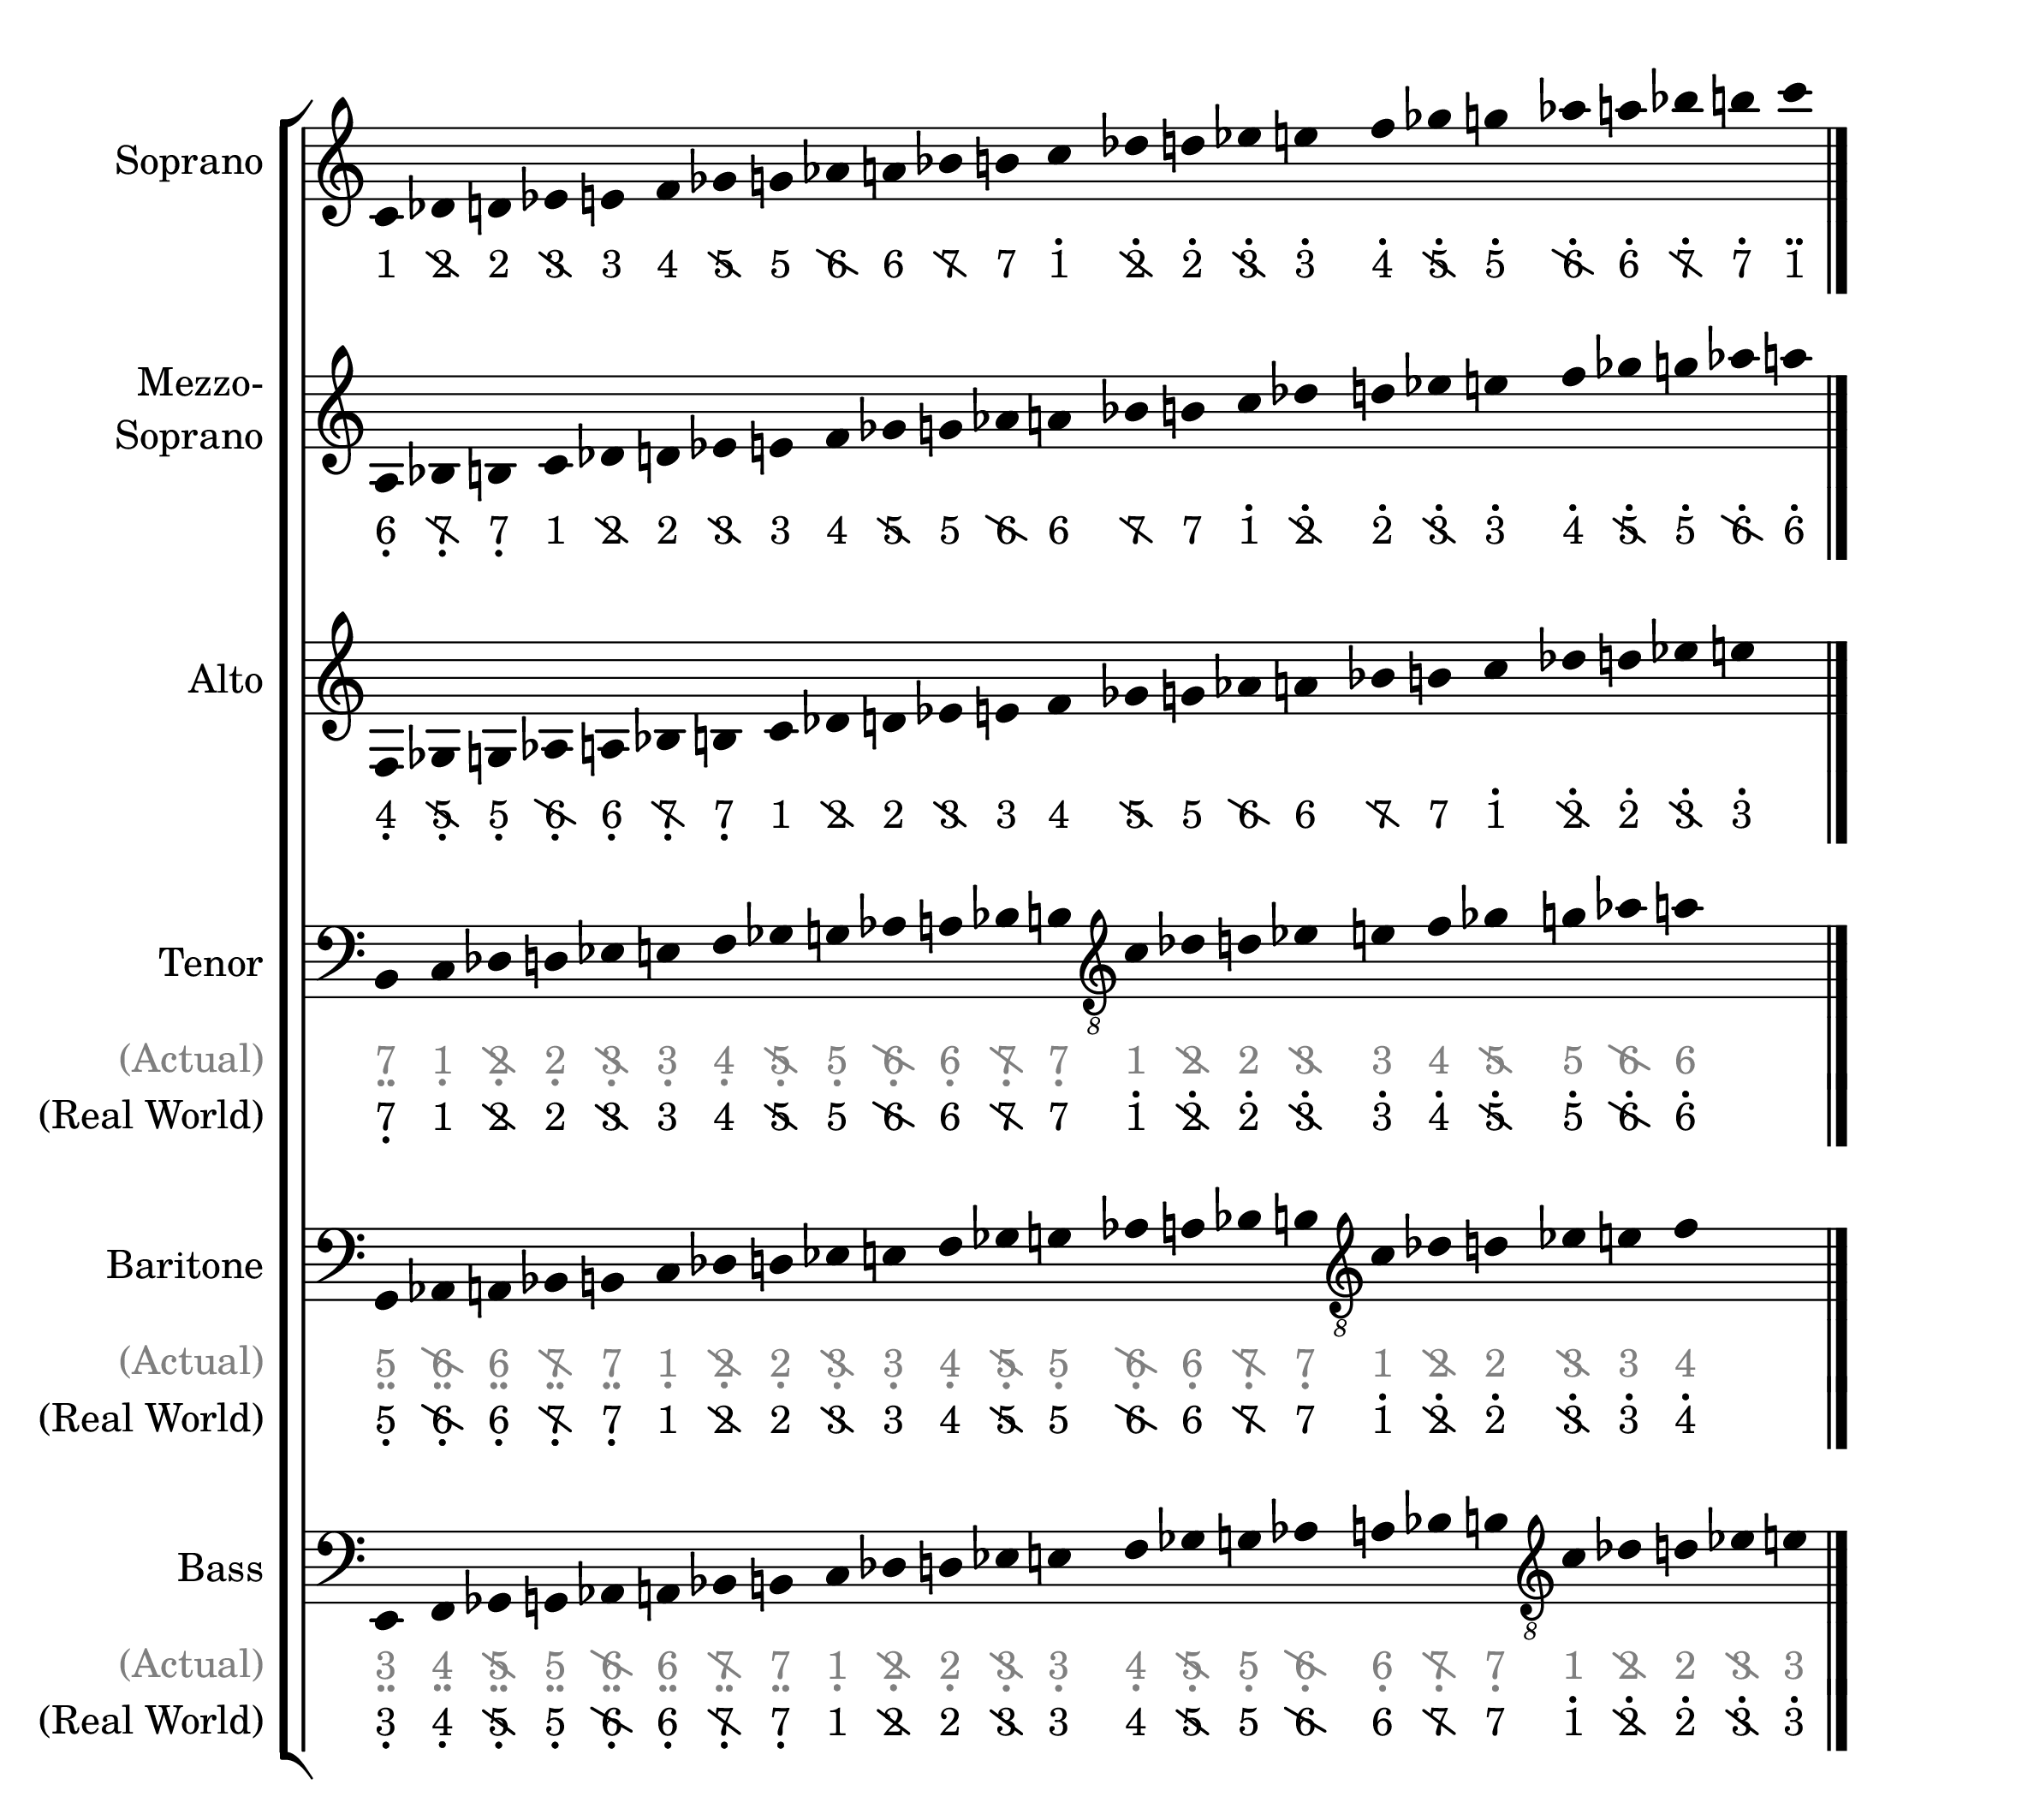 Soprano
1 2 2 3 3 4 5 5 6 6 7 7 1 2 2 3 3 4 5 5 6 6 7 7 1
Mezzo-
Soprano
6 7 7 1 2 2 3 3 4 5 5 6 6 7 7 1 2 2 3 3 4 5 5 6 6
Alto
4 5 5 6 6 7 7 1 2 2 3 3 4 5 5 6 6 7 7 1 2 2 3 3
Tenor
8
(Actual) 7 1 2 2 3 3 4 5 5 6 6 7 7 1 2 2 3 3 4 5 5 6 6
(Real World) 7 1 2 2 3 3 4 5 5 6 6 7 7 1 2 2 3 3 4 5 5 6 6
Baritone
8
(Actual) 5 6 6 7 7 1 2 2 3 3 4 5 5 6 6 7 7 1 2 2 3 3 4
(Real World) 5 6 6 7 7 1 2 2 3 3 4 5 5 6 6 7 7 1 2 2 3 3 4
Bass
8
(Actual) 3 4 5 5 6 6 7 7 1 2 2 3 3 4 5 5 6 6 7 7 1 2 2 3 3
(Real World) 3 4 5 5 6 6 7 7 1 2 2 3 3 4 5 5 6 6 7 7 1 2 2 3 3